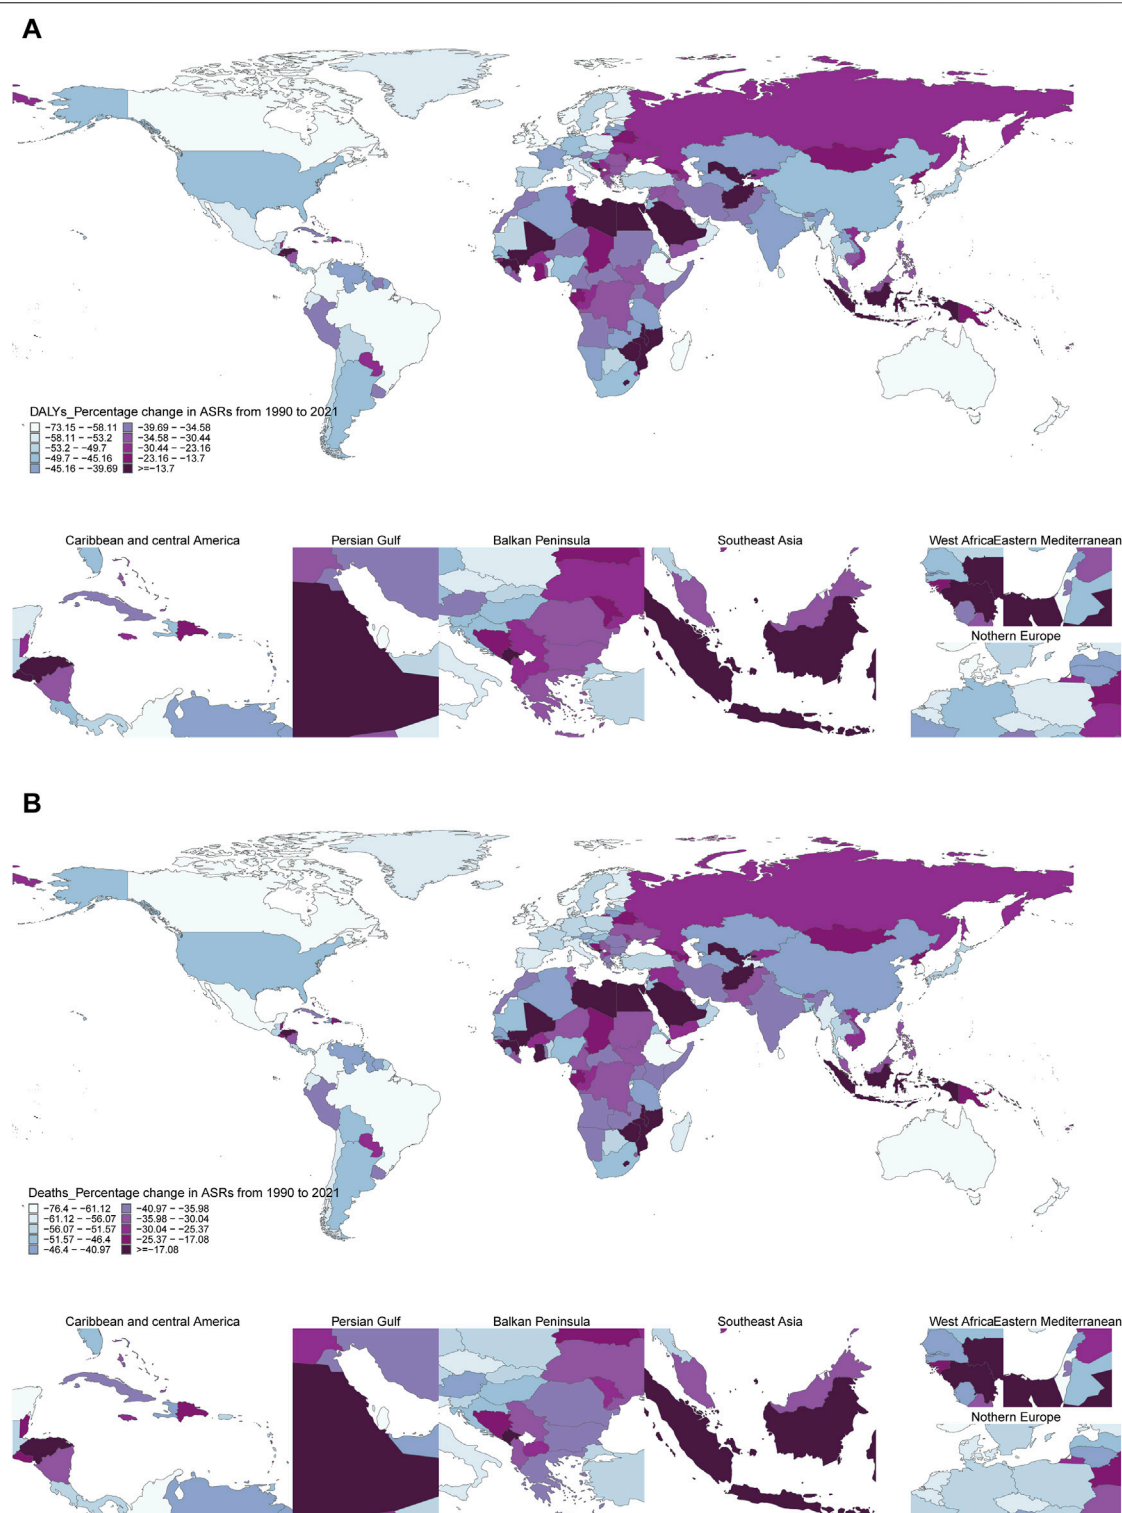 A
DALYs_Percentage change in ASRs from 1990 to 2021
−73.15 − −58.11 −39.69 − −34.58
−58.11 − −53.2 −34.58 − −30.44
−53.2 − −49.7 −30.44 − −23.16
−49.7 − −45.16 −23.16 − −13.7
−45.16 − −39.69 >=−13.7
Caribbean and central America Persian Gulf Balkan Peninsula Southeast Asia West Africa Eastern Mediterranean
Nothern Europe
B
Deaths_Percentage change in ASRs from 1990 to 2021
−76.4 − −61.12 −40.97 − −35.98
−61.12 − −56.07 −35.98 − −30.04
−56.07 − −51.57 −30.04 − −25.37
−51.57 − −46.4 −25.37 − −17.08
−46.4 − −40.97 >=−17.08
Caribbean and central America Persian Gulf Balkan Peninsula Southeast Asia West Africa Eastern Mediterranean
Nothern Europe